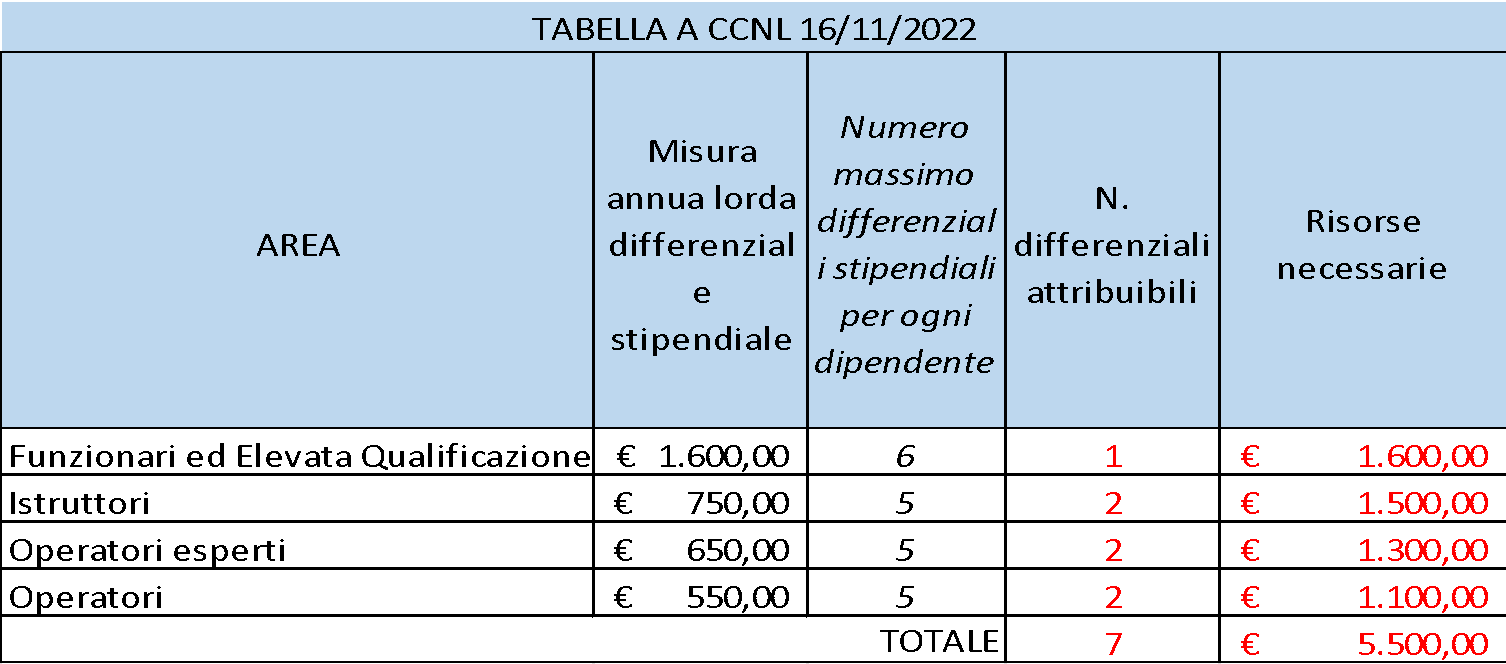 TABELLA A CCNL 16/11/2022
AREA
Misura
annua lorda
differenzial
e
stipendiale
Numero
massimo
differenzial
i stipendiali
per ogni
dipendente
N.
differenziali
attribuibili
Risorse
necessarie
Funzionari ed Elevata Qualificazione € 1.600,00 6 1 € 1.600,00
Istruttori € 750,00 5 2 € 1.500,00
Operatori esperti € 650,00 5 2 € 1.300,00
Operatori € 550,00 5 2 € 1.100,00
TOTALE 7 € 5.500,00